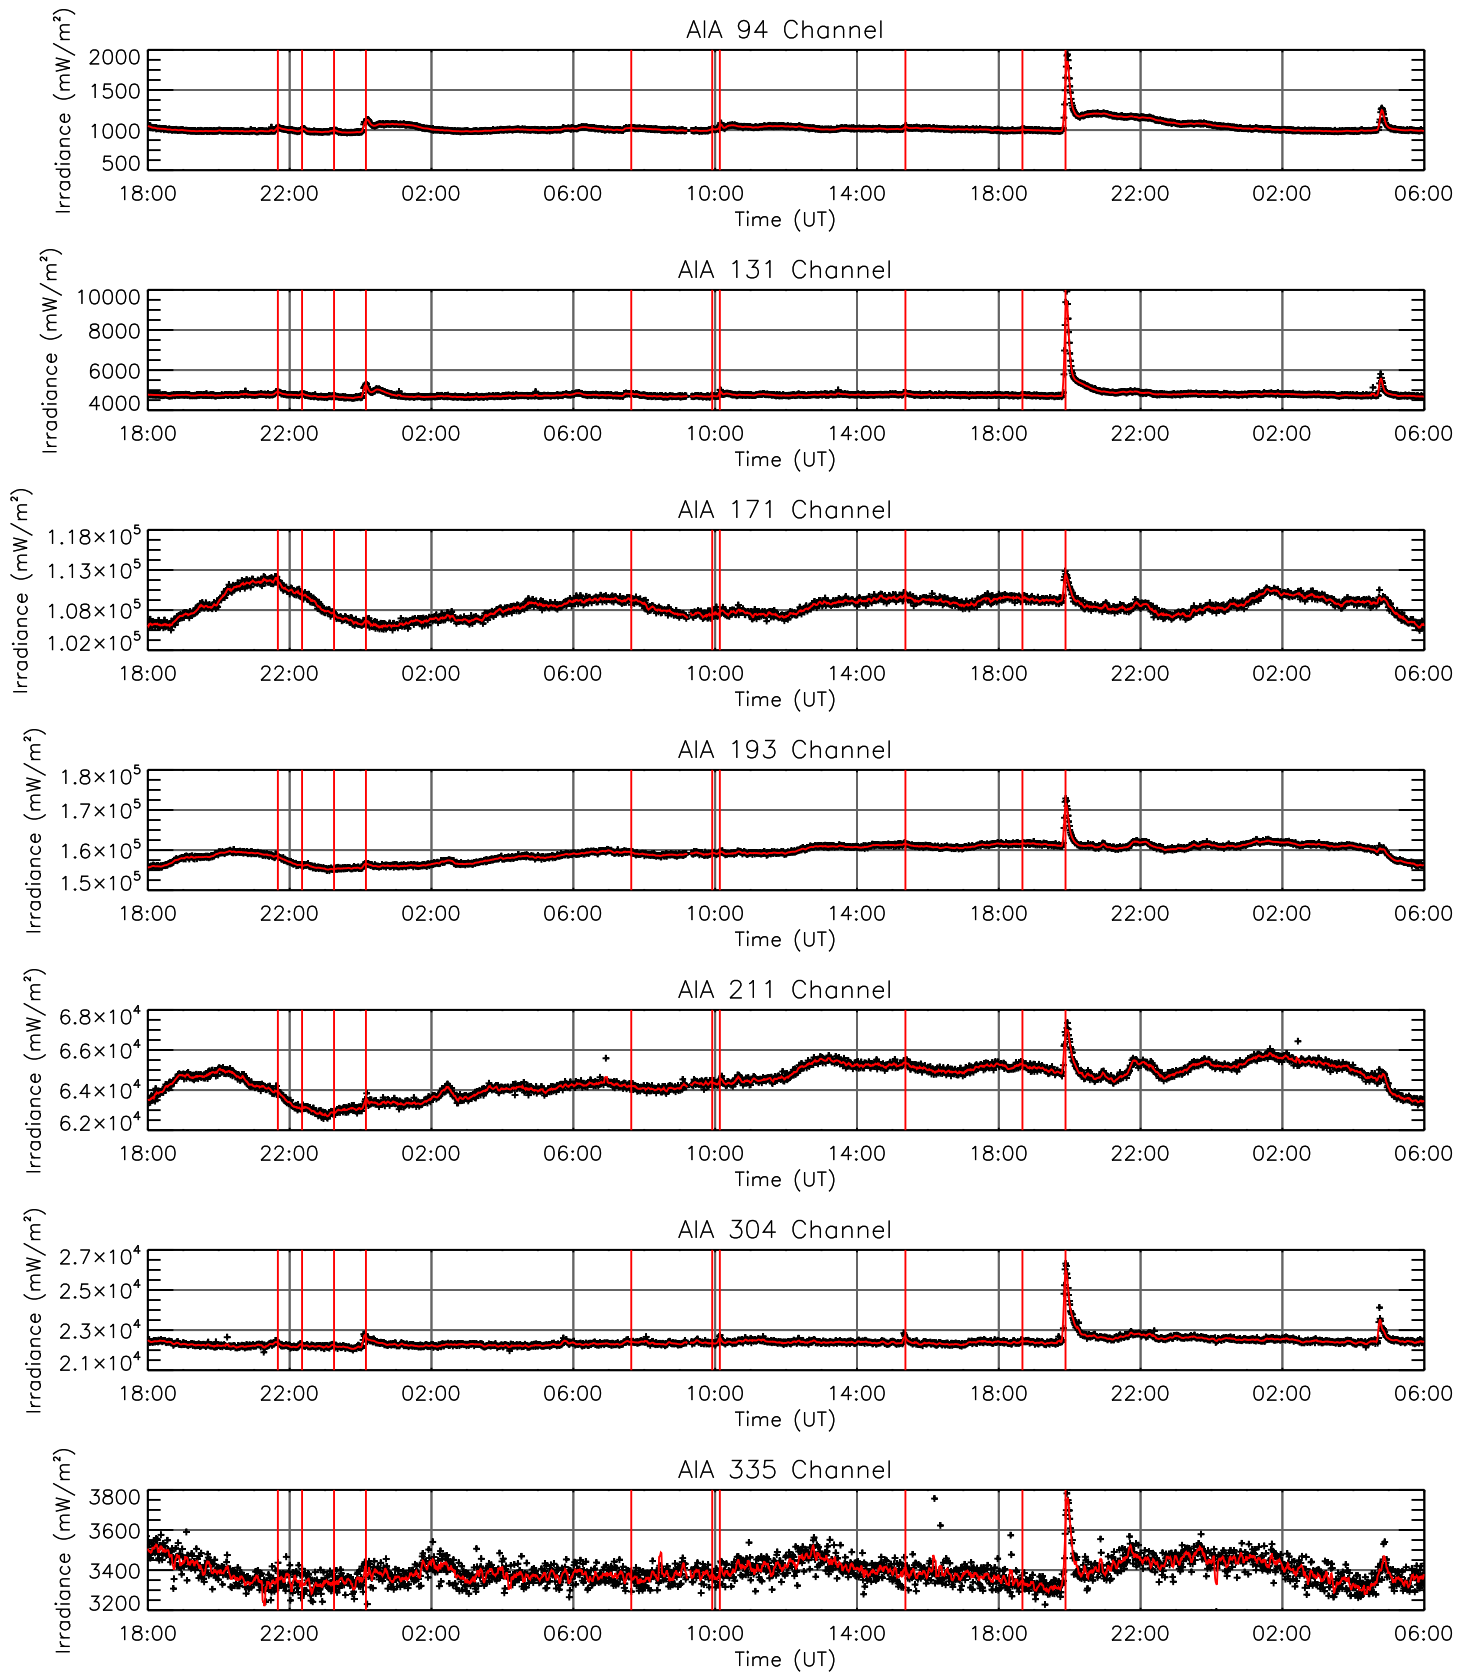 AIA 94 Channel
Irradiance (mW/m²)
2000
1500
1000
500
18:00 22:00 02:00 06:00 10:00 14:00 18:00 22:00 02:00 06:00
Time (UT)
AIA 131 Channel
Irradiance (mW/m²)
10000
8000
6000
4000
18:00 22:00 02:00 06:00 10:00 14:00 18:00 22:00 02:00 06:00
Time (UT)
AIA 171 Channel
Irradiance (mW/m²)
1.18×10⁵
1.13×10⁵
1.08×10⁵
1.02×10⁵
18:00 22:00 02:00 06:00 10:00 14:00 18:00 22:00 02:00 06:00
Time (UT)
AIA 193 Channel
Irradiance (mW/m²)
1.8×10⁵
1.7×10⁵
1.6×10⁵
1.5×10⁵
18:00 22:00 02:00 06:00 10:00 14:00 18:00 22:00 02:00 06:00
Time (UT)
AIA 211 Channel
Irradiance (mW/m²)
6.8×10⁴
6.6×10⁴
6.4×10⁴
6.2×10⁴
18:00 22:00 02:00 06:00 10:00 14:00 18:00 22:00 02:00 06:00
Time (UT)
AIA 304 Channel
Irradiance (mW/m²)
2.7×10⁴
2.5×10⁴
2.3×10⁴
2.1×10⁴
18:00 22:00 02:00 06:00 10:00 14:00 18:00 22:00 02:00 06:00
Time (UT)
AIA 335 Channel
Irradiance (mW/m²)
3800
3600
3400
3200
18:00 22:00 02:00 06:00 10:00 14:00 18:00 22:00 02:00 06:00
Time (UT)